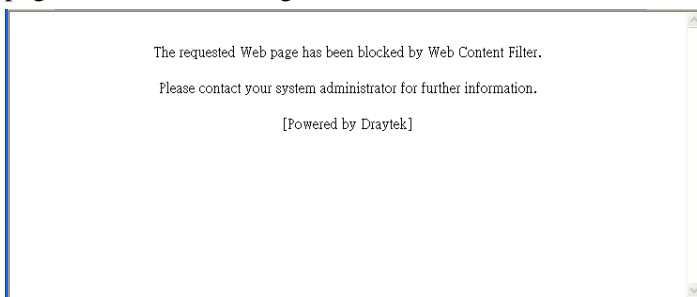 The requested Web page has been blocked by Web Content Filter.
Please contact your system administrator for further information.
[Powered by Draytek]